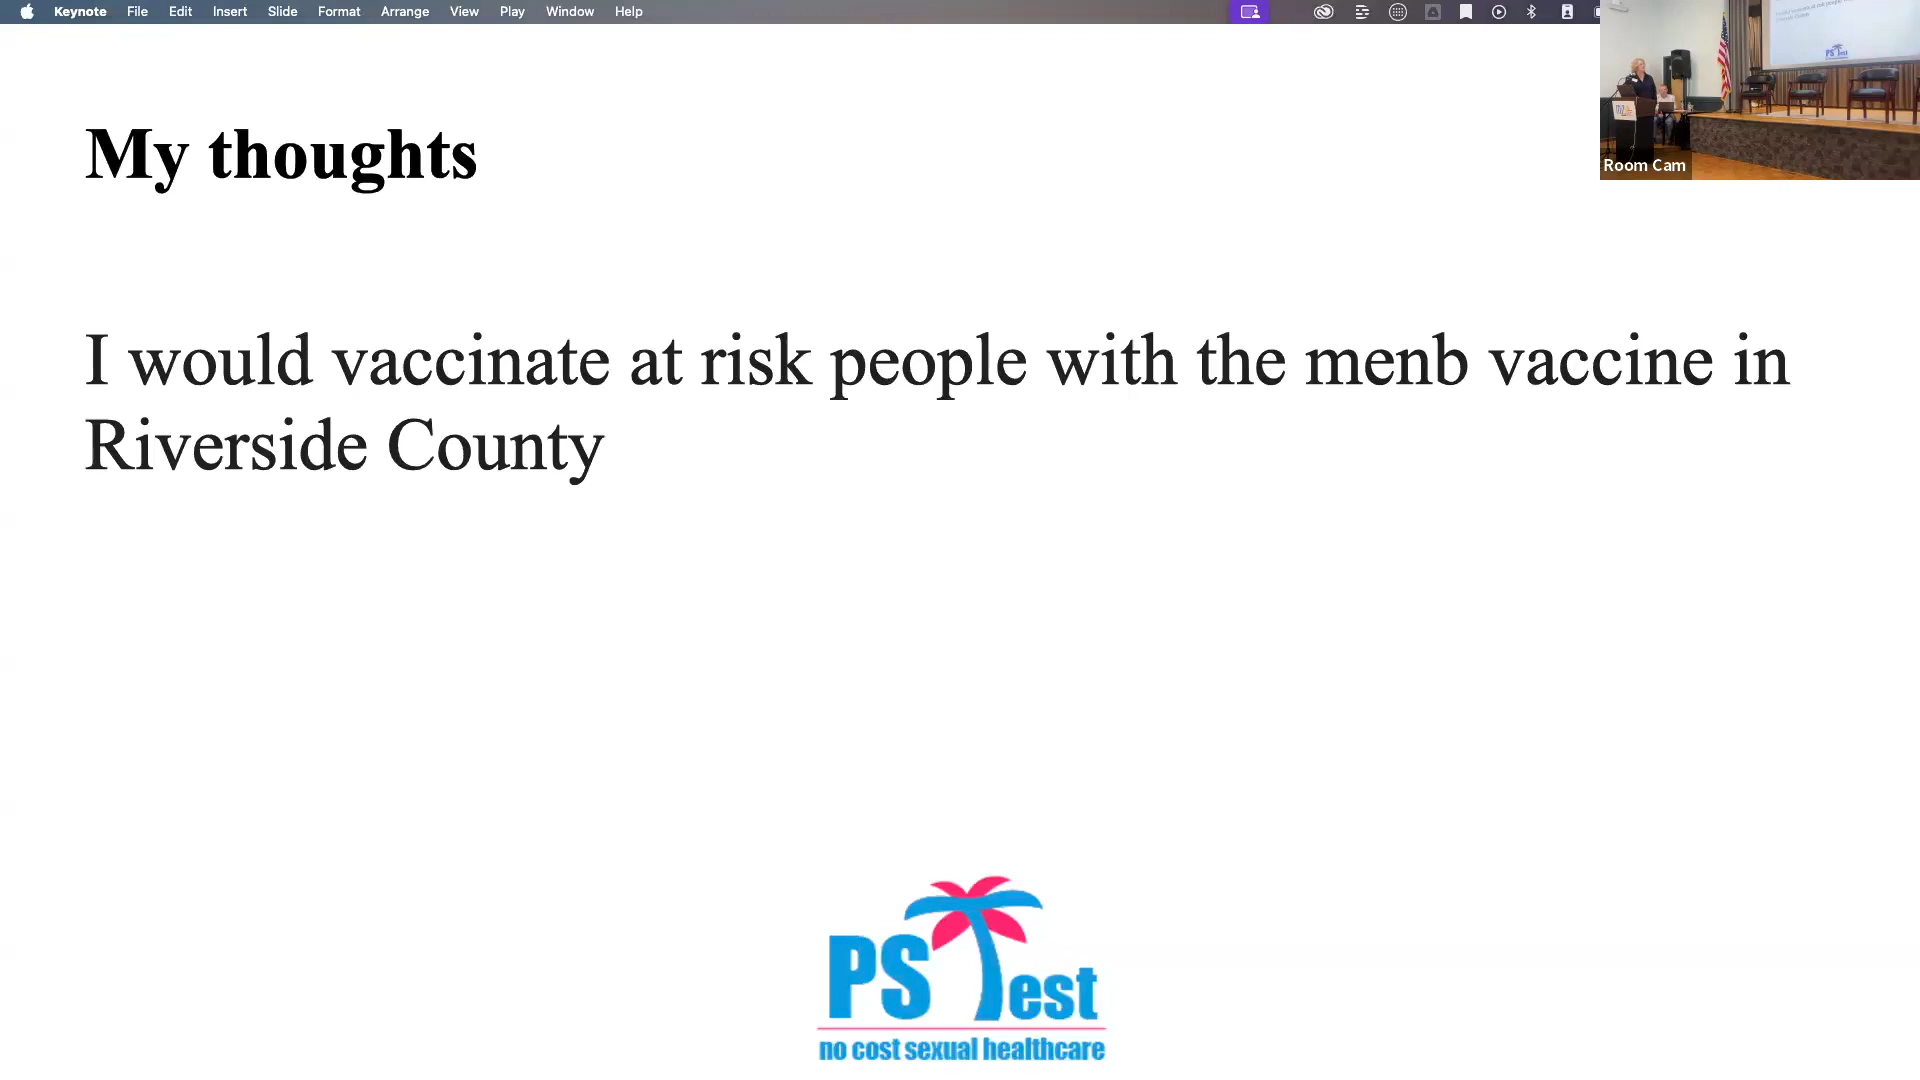 Keynote File Edit Insert Slide Format Arrange View Play Window Help
Room Cam
My thoughts
I would vaccinate at risk people with the menb vaccine in
Riverside County
PS Test
no cost sexual healthcare